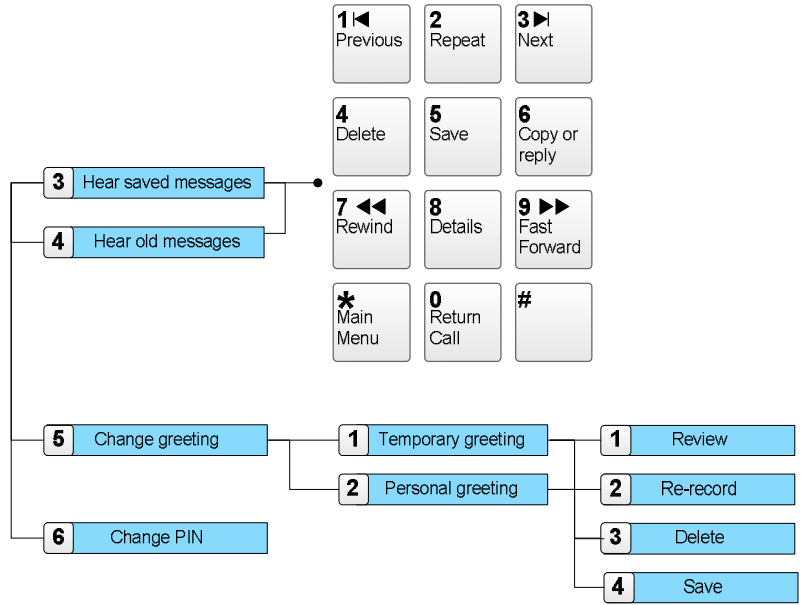 1 2 3
Previous Repeat Next
4 5 6
Delete Save Copy or
reply
3 Hear saved messages
7 8 9
Rewind Details Fast
Forward
4 Hear old messages
* 0 #
Main Return
Menu Call
5 Change greeting 1 Temporary greeting 1 Review
2 Personal greeting 2 Re-record
6 Change PIN 3 Delete
4 Save